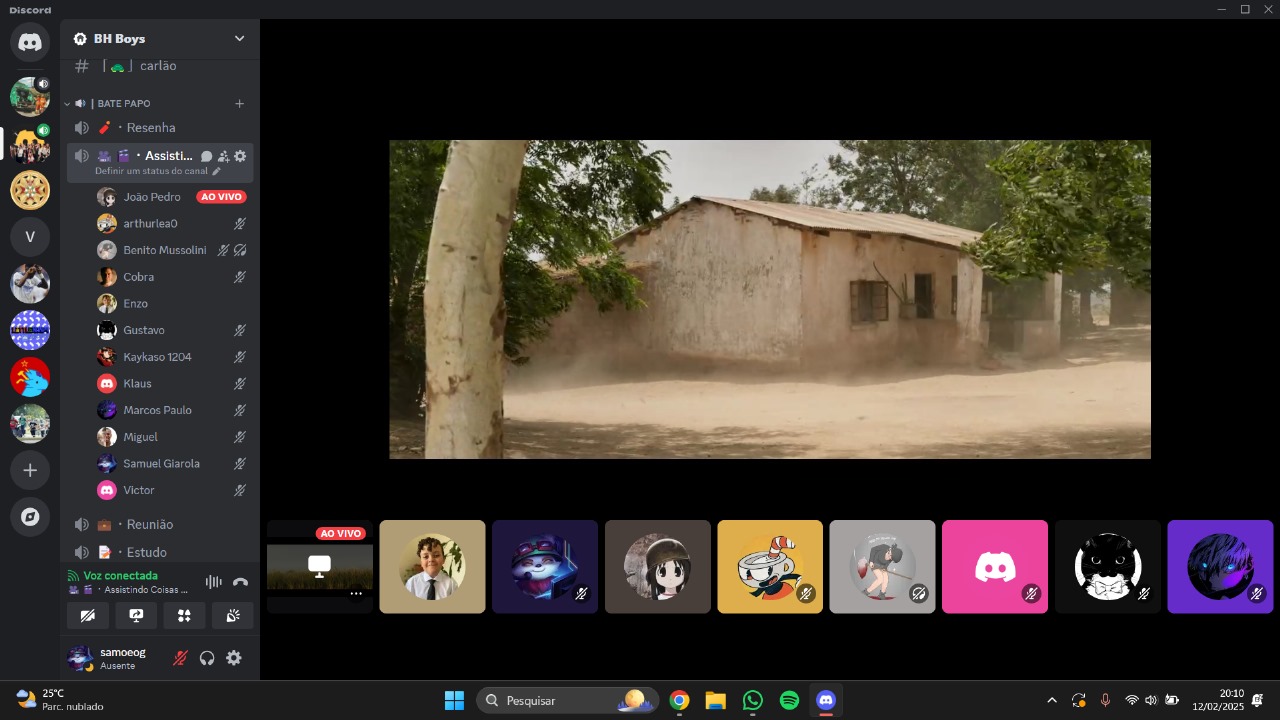 Discord
BH Boys
carlão
| BATE PAPO
· Resenha
· Assisti...
Definir um status do canal
João Pedro AO VIVO
arthurlea0
Benito Mussolini
Cobra
Enzo
Gustavo
Kaykaso 1204
Klaus
Marcos Paulo
Miguel
Samuel Giarola
Victor
· Reunião
· Estudo
Voz conectada
· Assistindo Coisas ...
samoeog
Ausente
V
AO VIVO
25°C
Parc. nublado
Pesquisar
20:10
12/02/2025